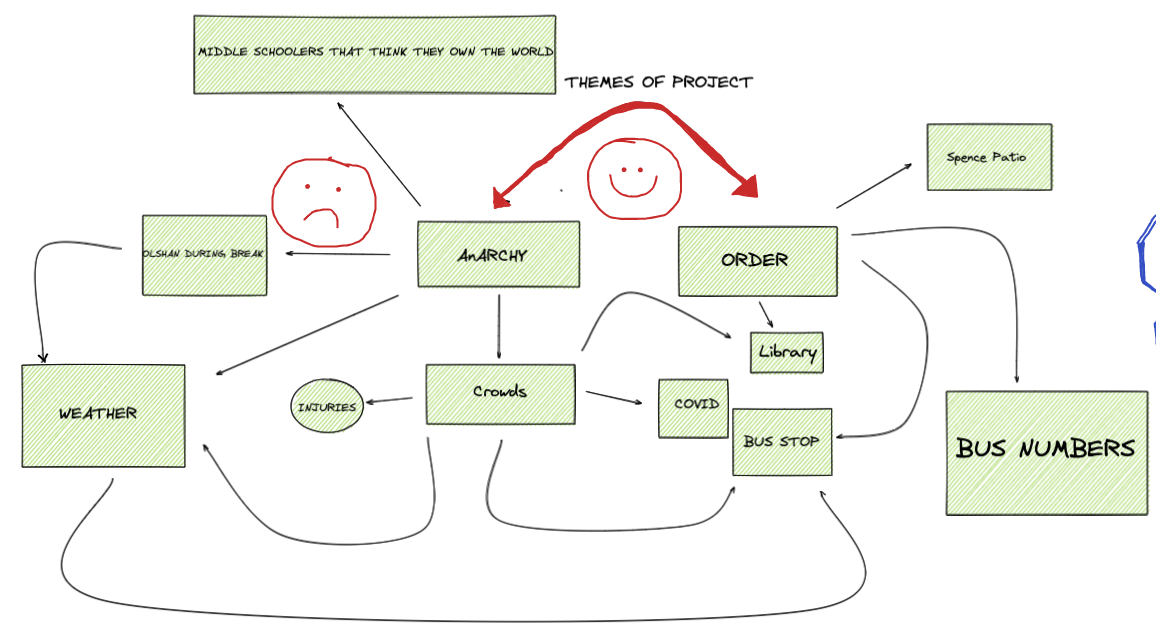 MIDDLE SCHOOLERS THAT THINK THEY OWN THE WORLD
THEMES OF PROJECT
Spence Patio
OLSHAN DURING BREAK
AnARCHY
ORDER
Library
WEATHER
INJURIES
Crowds
COVID
BUS STOP
BUS NUMBERS